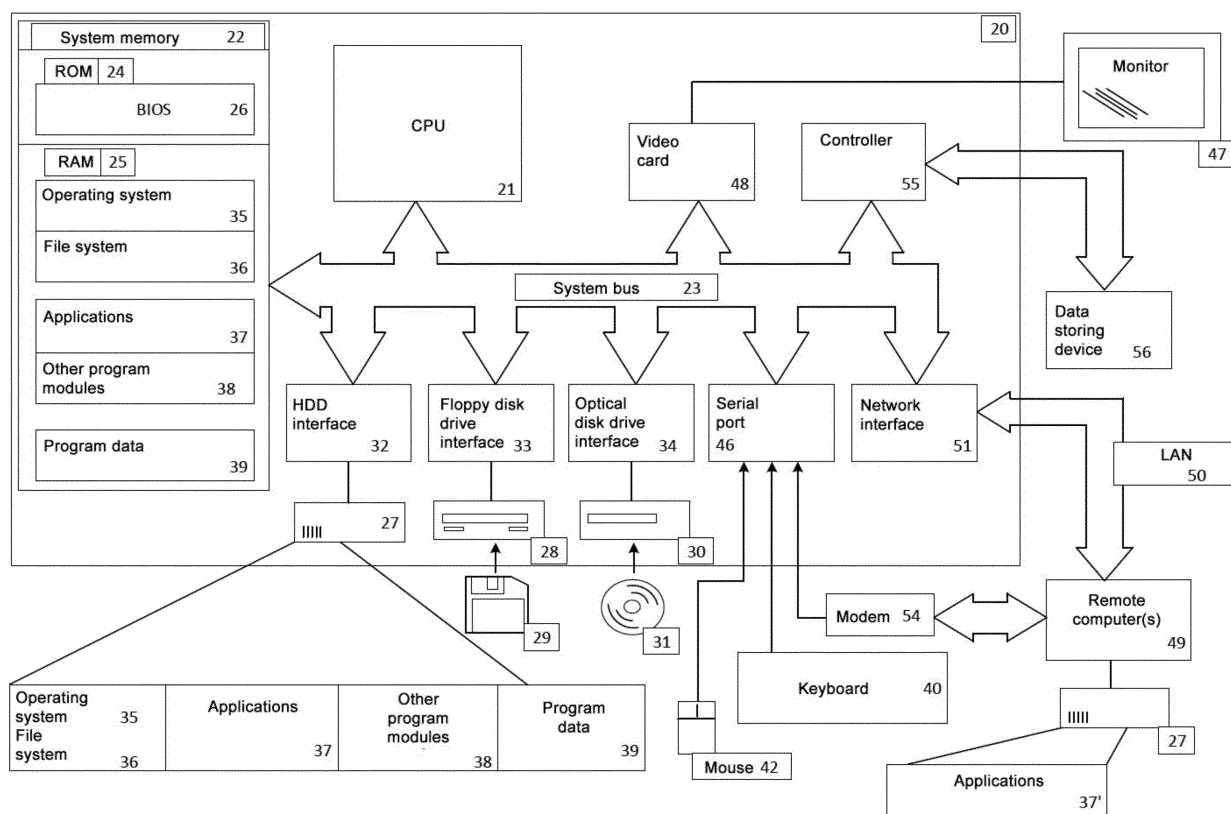 20
System memory 22
ROM 24
BIOS 26
RAM 25
Operating system
35
File system
36
Applications
37
Other program
modules 38
Program data
39
CPU
21
Video
card
48
Controller
55
Monitor
47
System bus 23
Data
storing
device 56
HDD
interface
32
Floppy disk
drive
interface 33
Optical
disk drive
interface 34
Serial
port
46
Network
interface
51
LAN
50
27
28
30
29
31
Modem 54
Remote
computer(s)
49
Keyboard 40
Mouse 42
27
Applications
37'
Operating
system 35
File
system 36
Applications
37
Other
program
modules
38
Program
data
39